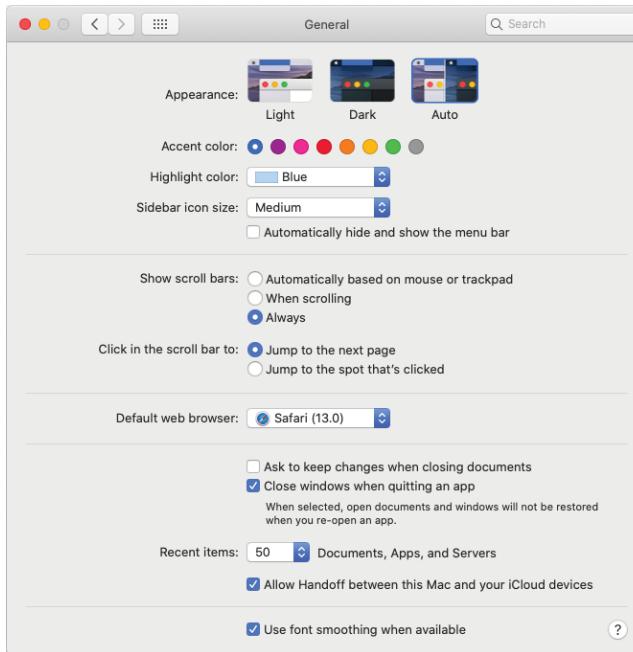 General
Search
Appearance:
Light
Dark
Auto
Accent color:
Highlight color: Blue
Sidebar icon size: Medium
Automatically hide and show the menu bar
Show scroll bars: Automatically based on mouse or trackpad
When scrolling
Always
Click in the scroll bar to: Jump to the next page
Jump to the spot that's clicked
Default web browser: Safari (13.0)
Ask to keep changes when closing documents
Close windows when quitting an app
When selected, open documents and windows will not be restored
when you re-open an app.
Recent items: 50 Documents, Apps, and Servers
Allow Handoff between this Mac and your iCloud devices
Use font smoothing when available
?